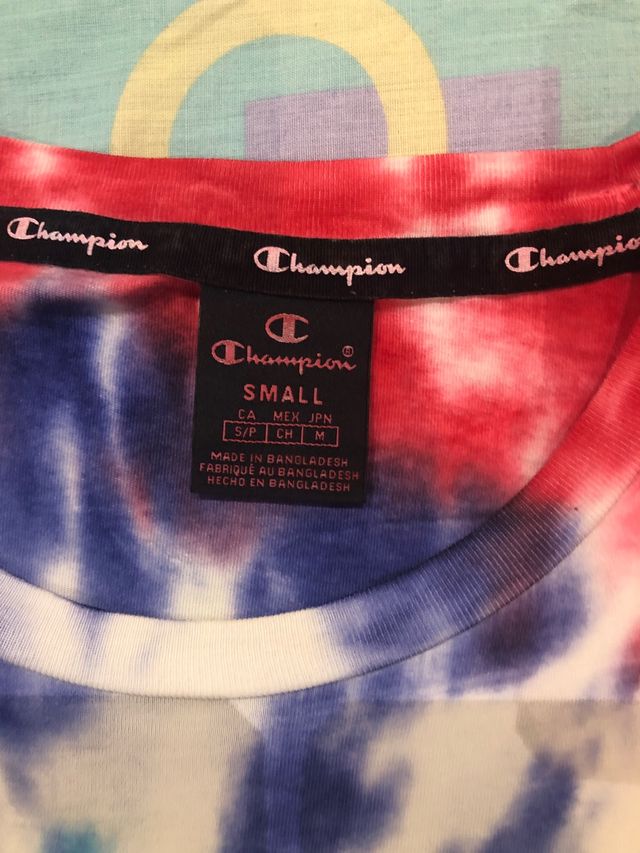 Champion Champion Champion
C
Champion®
SMALL
CA MEX JPN
S/P CH M
MADE IN BANGLADESH
FABRIQUÉ AU BANGLADESH
HECHO EN BANGLADESH